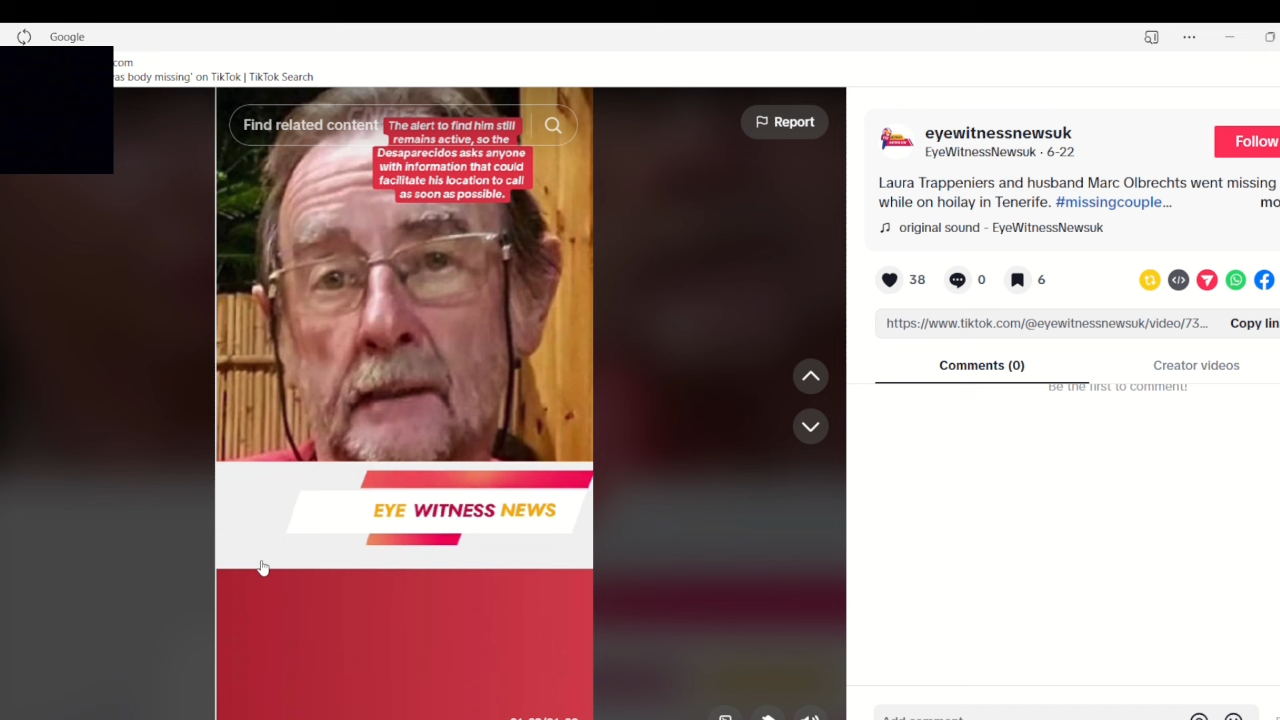 Google
com
as body missing' on TikTok | TikTok Search
Find related content
The alert to find him still
remains active, so the
Desaparecidos asks anyone
with information that could
facilitate his location to call
as soon as possible.
Report
EYE WITNESS NEWS
eyewitnessnewsuk
EyeWitnessNewsuk · 6-22
Follow
Laura Trappeniers and husband Marc Olbrechts went missing
while on hoilay in Tenerife. #missingcouple...
mo
original sound - EyeWitnessNewsuk
38
0
6
https://www.tiktok.com/@eyewitnessnewsuk/video/73...
Copy lin
Comments (0)
Creator videos
Be the first to comment!
Add comment